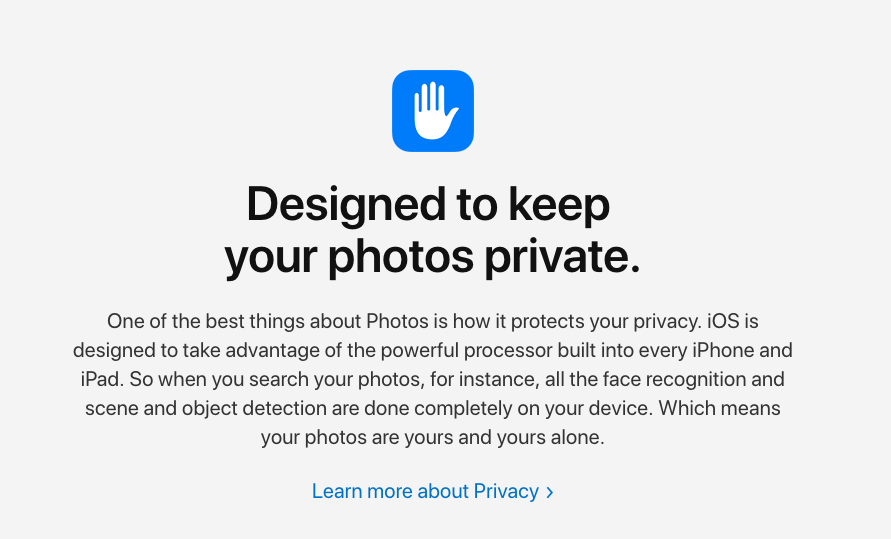 Designed to keep
your photos private.
One of the best things about Photos is how it protects your privacy. iOS is
designed to take advantage of the powerful processor built into every iPhone and
iPad. So when you search your photos, for instance, all the face recognition and
scene and object detection are done completely on your device. Which means
your photos are yours and yours alone.
Learn more about Privacy ›